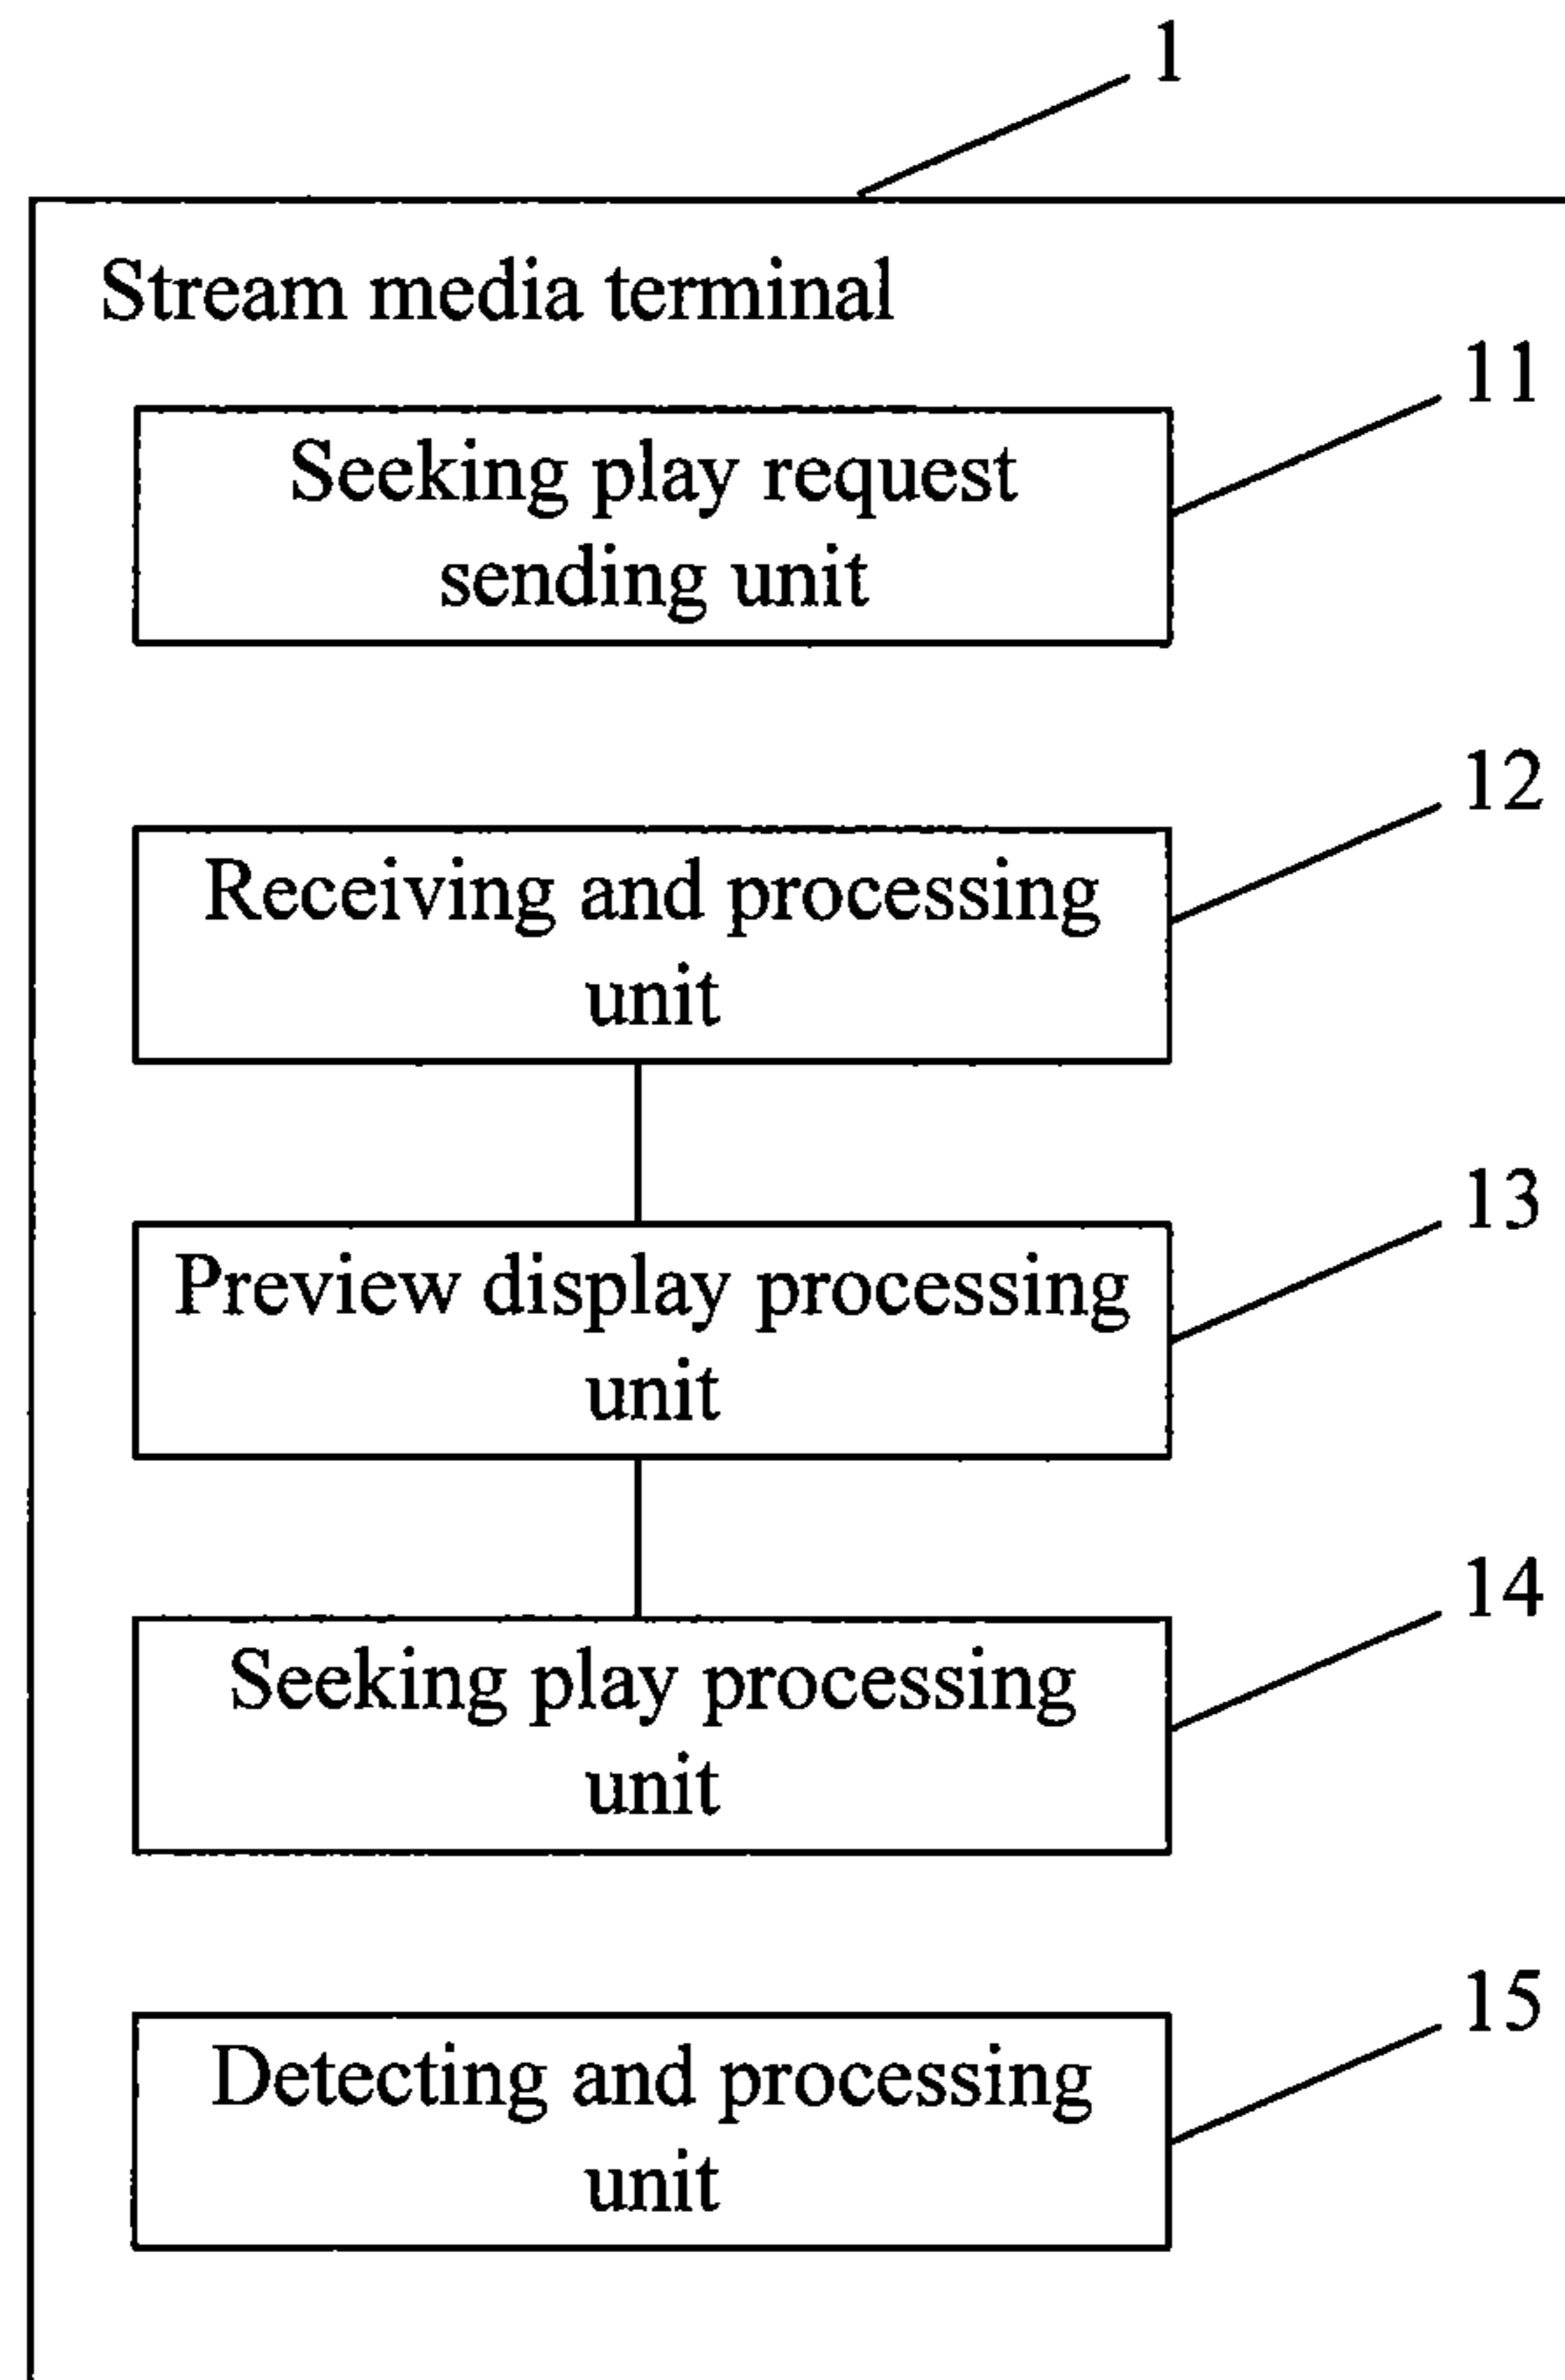 1
Stream media terminal
11
Seeking play request
sending unit
12
Receiving and processing
unit
13
Preview display processing
unit
14
Seeking play processing
unit
15
Detecting and processing
unit